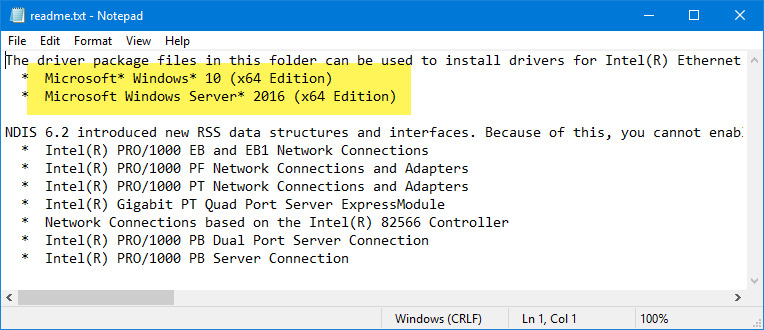 readme.txt - Notepad
File Edit Format View Help
The driver package files in this folder can be used to install drivers for Intel(R) Ethernet
* Microsoft* Windows* 10 (x64 Edition)
* Microsoft Windows Server* 2016 (x64 Edition)
NDIS 6.2 introduced new RSS data structures and interfaces. Because of this, you cannot enabl
* Intel(R) PRO/1000 EB and EB1 Network Connections
* Intel(R) PRO/1000 PF Network Connections and Adapters
* Intel(R) PRO/1000 PT Network Connections and Adapters
* Intel(R) Gigabit PT Quad Port Server ExpressModule
* Network Connections based on the Intel(R) 82566 Controller
* Intel(R) PRO/1000 PB Dual Port Server Connection
* Intel(R) PRO/1000 PB Server Connection
Windows (CRLF) Ln 1, Col 1 100%